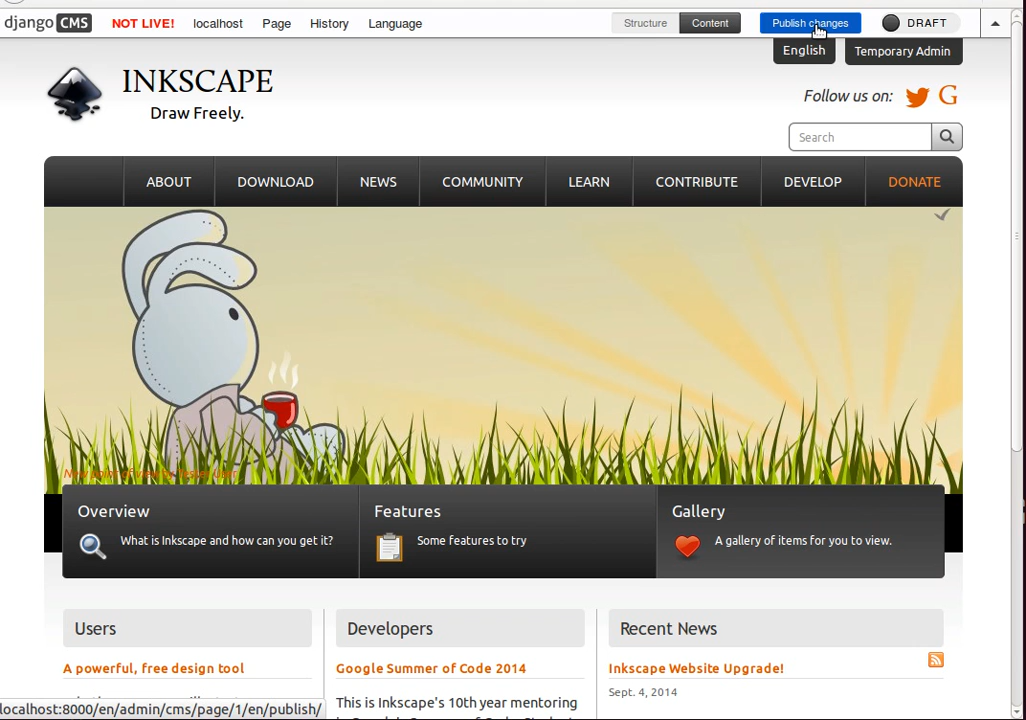 django CMS NOT LIVE! localhost Page History Language Structure Content Publish changes DRAFT
English Temporary Admin
INKSCAPE
Draw Freely.
Follow us on:
Search
ABOUT DOWNLOAD NEWS COMMUNITY LEARN CONTRIBUTE DEVELOP DONATE
Overview Features Gallery
What is Inkscape and how can you get it? Some features to try A gallery of items for you to view.
Users Developers Recent News
A powerful, free design tool Google Summer of Code 2014 Inkscape Website Upgrade!
Sept. 4, 2014
This is Inkscape's 10th year mentoring
localhost:8000/en/admin/cms/page/1/en/publish/